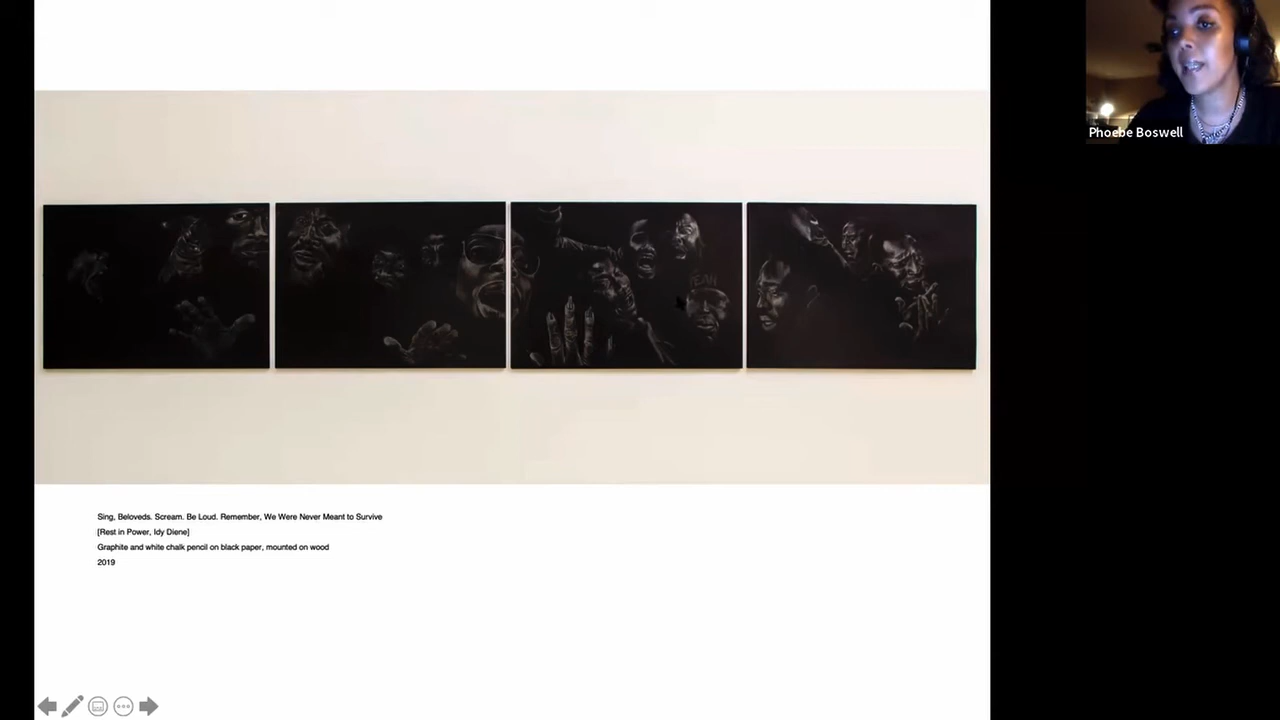 Phoebe Boswell
Sing, Beloveds. Scream. Be Loud. Remember, We Were Never Meant to Survive
[Rest in Power, Idy Diene]
Graphite and white chalk pencil on black paper, mounted on wood
2019